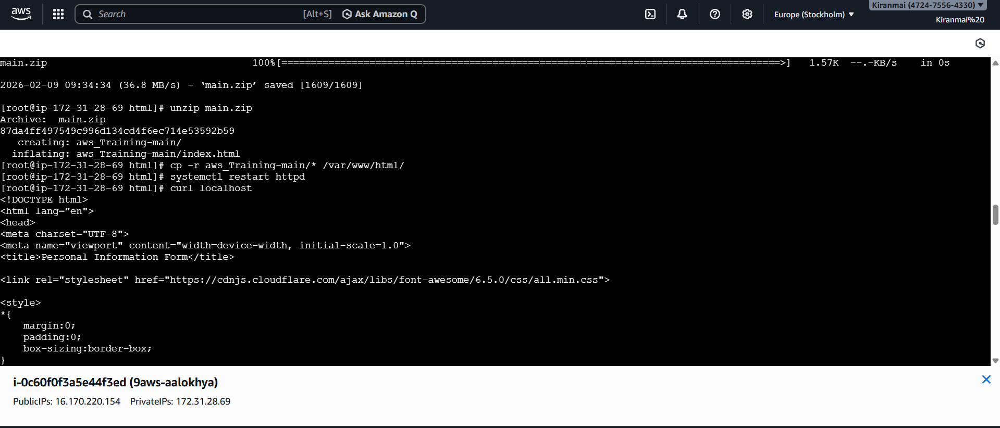 aws
Search [Alt+S] Ask Amazon Q
Europe (Stockholm)
Kiranmai (4724-7556-4330)
Kiranmai%20
main.zip 100%[=====================================================================================>] 1.57K --.-KB/s in 0s
2026-02-09 09:34:34 (36.8 MB/s) - ‘main.zip’ saved [1609/1609]
[root@ip-172-31-28-69 html]# unzip main.zip
Archive:  main.zip
87da4ff497549c996d134cd4f6ec714e53592b59
   creating: aws_Training-main/
  inflating: aws_Training-main/index.html
[root@ip-172-31-28-69 html]# cp -r aws_Training-main/* /var/www/html/
[root@ip-172-31-28-69 html]# systemctl restart httpd
[root@ip-172-31-28-69 html]# curl localhost
<!DOCTYPE html>
<html lang="en">
<head>
<meta charset="UTF-8">
<meta name="viewport" content="width=device-width, initial-scale=1.0">
<title>Personal Information Form</title>
<link rel="stylesheet" href="https://cdnjs.cloudflare.com/ajax/libs/font-awesome/6.5.0/css/all.min.css">
<style>
*{
    margin:0;
    padding:0;
    box-sizing:border-box;
}
i-0c60f0f3a5e44f3ed (9aws-aalokhya)
PublicIPs: 16.170.220.154 PrivateIPs: 172.31.28.69